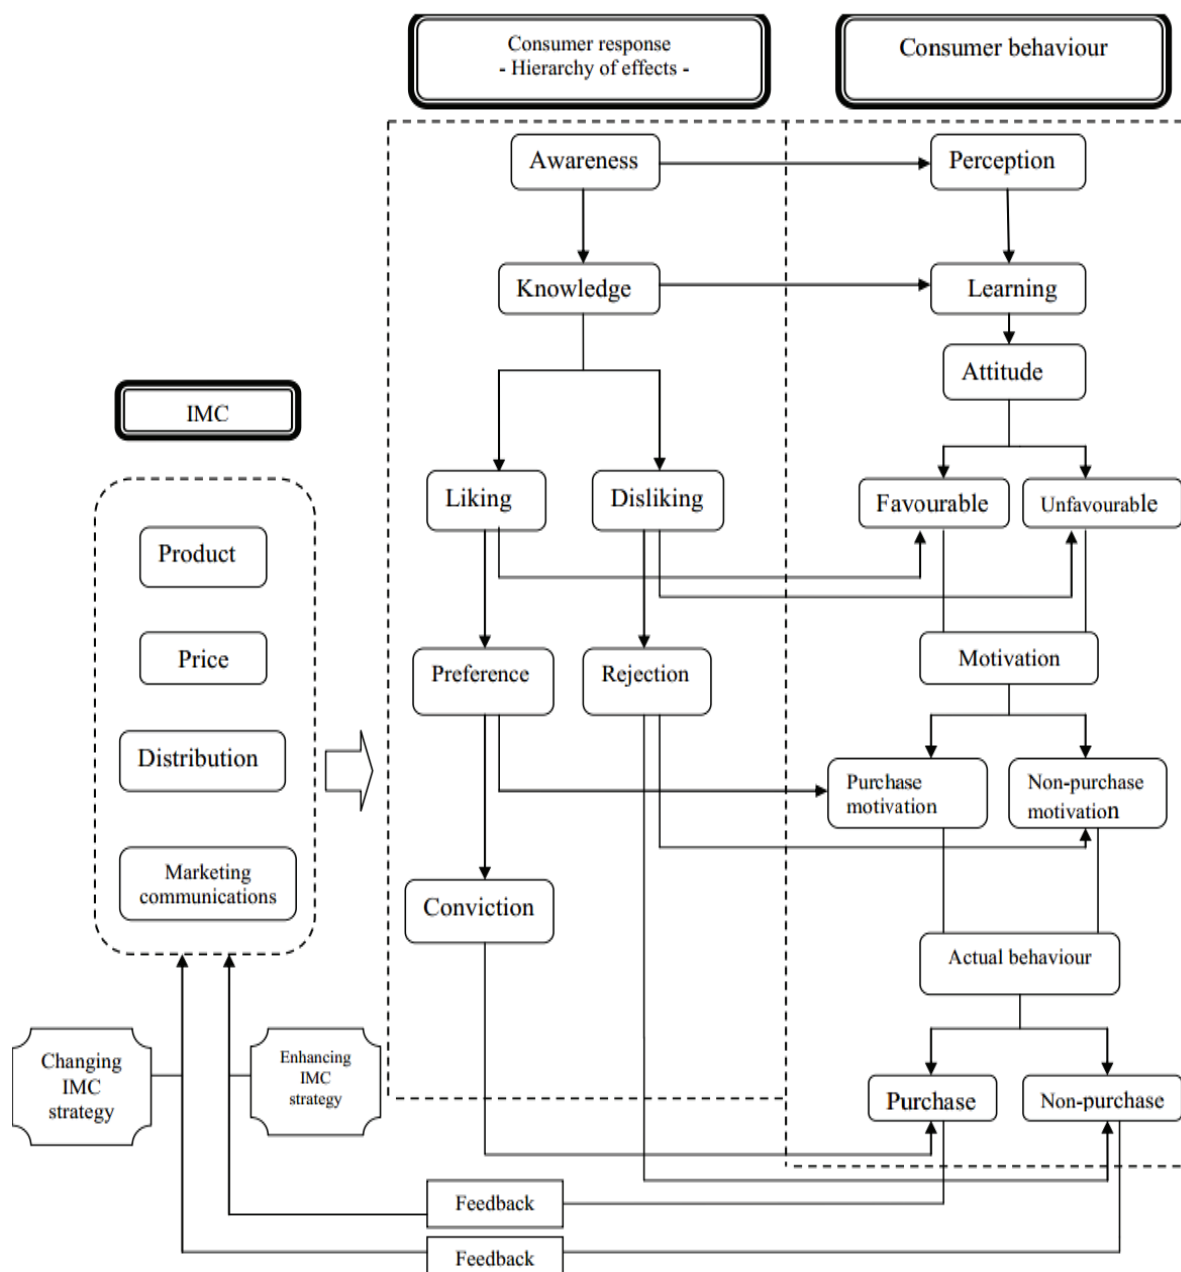 Consumer response
- Hierarchy of effects -
Consumer behaviour
Awareness
Perception
Knowledge
Learning
Attitude
IMC
Liking
Disliking
Favourable
Unfavourable
Product
Price
Preference
Rejection
Motivation
Distribution
Purchase
motivation
Non-purchase
motivation
Marketing
communications
Conviction
Actual behaviour
Changing
IMC
strategy
Enhancing
IMC
strategy
Purchase
Non-purchase
Feedback
Feedback